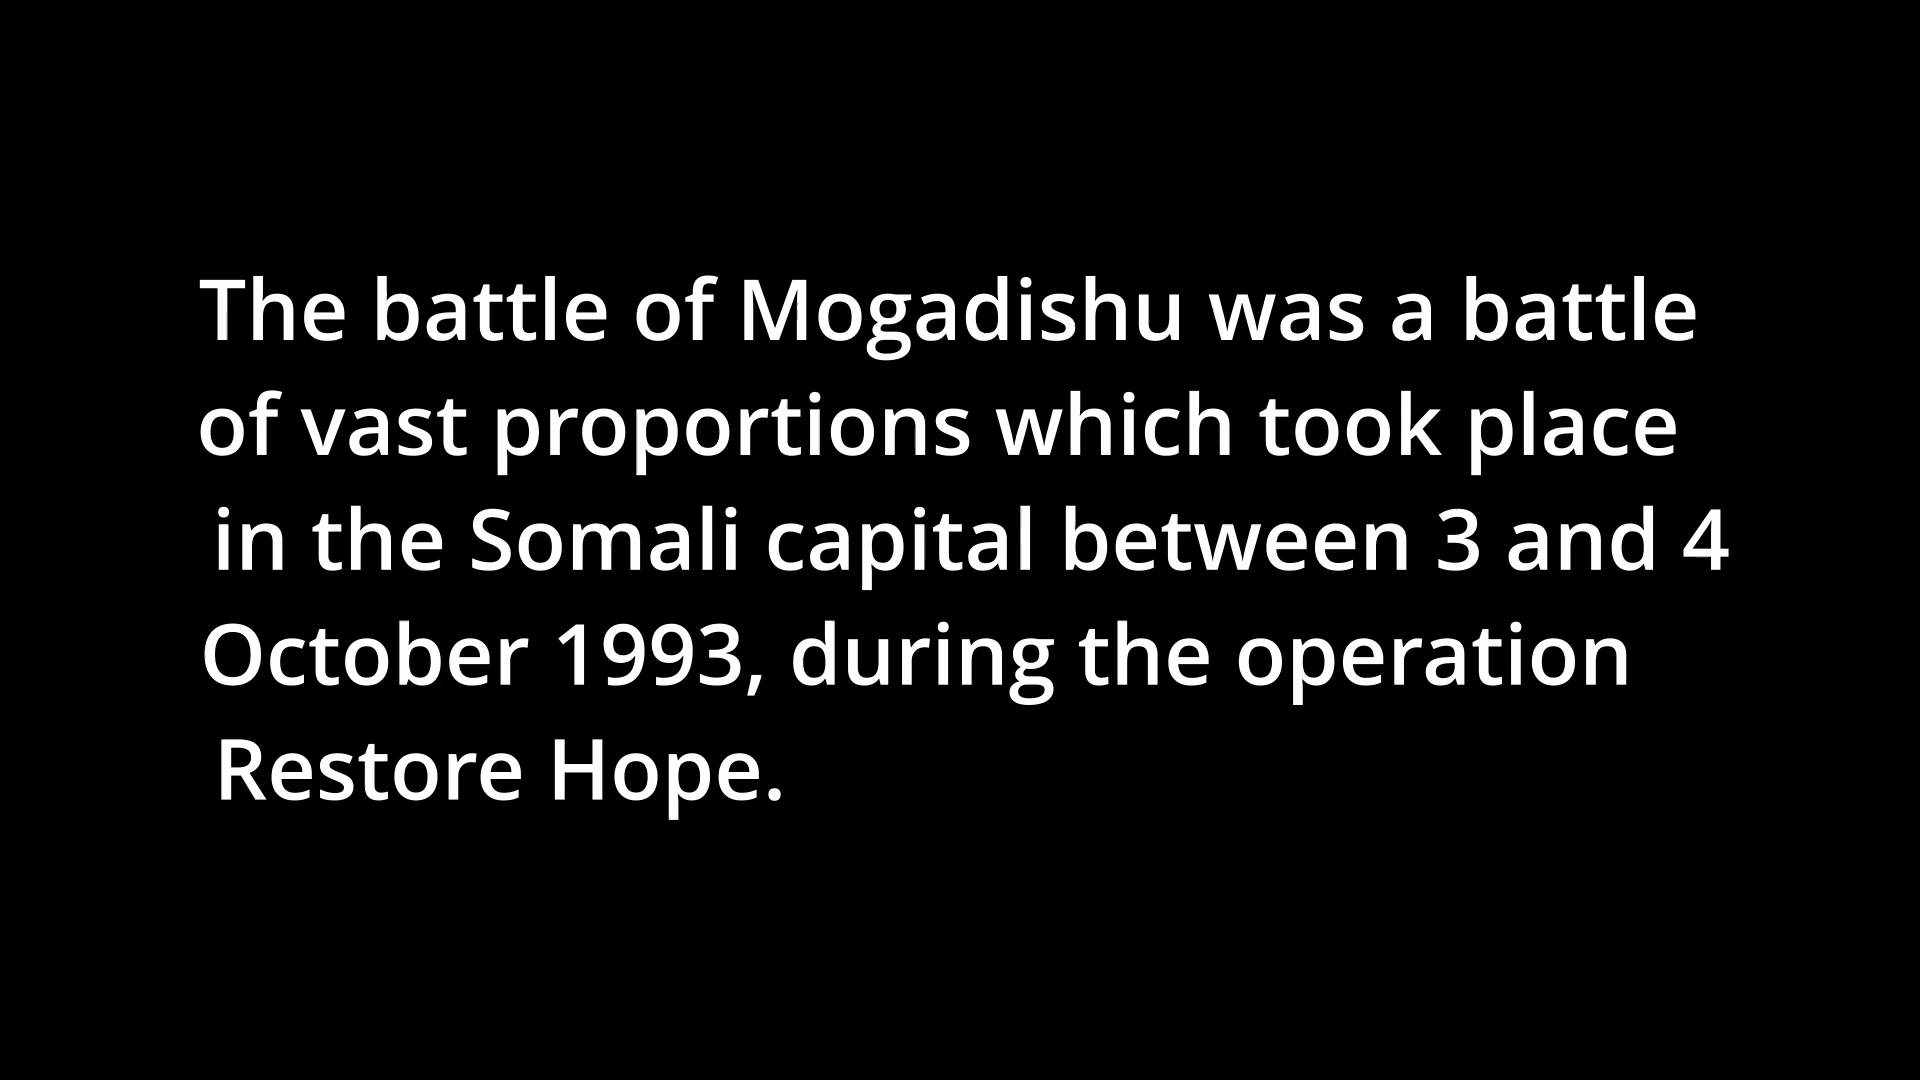 The battle of Mogadishu was a battle
of vast proportions which took place
in the Somali capital between 3 and 4
October 1993, during the operation
Restore Hope.